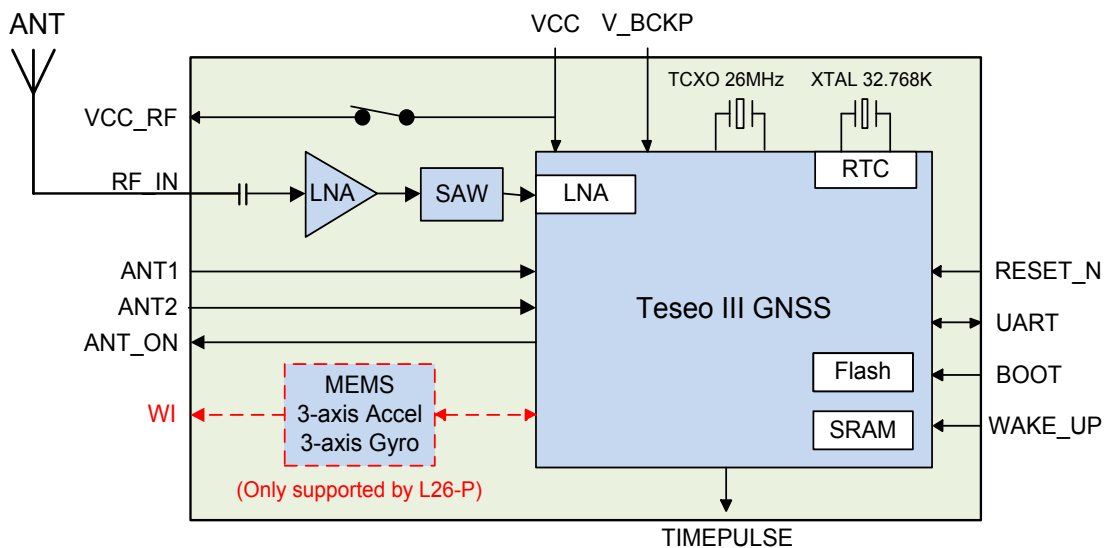 ANT
VCC
V_BCKP
TCXO 26MHz
XTAL 32.768K
VCC_RF
RTC
RF_IN
LNA
SAW
LNA
ANT1
RESET_N
ANT2
Teseo III GNSS
UART
ANT_ON
MEMS
3-axis Accel
3-axis Gyro
WI
Flash
BOOT
SRAM
WAKE_UP
(Only supported by L26-P)
TIMEPULSE